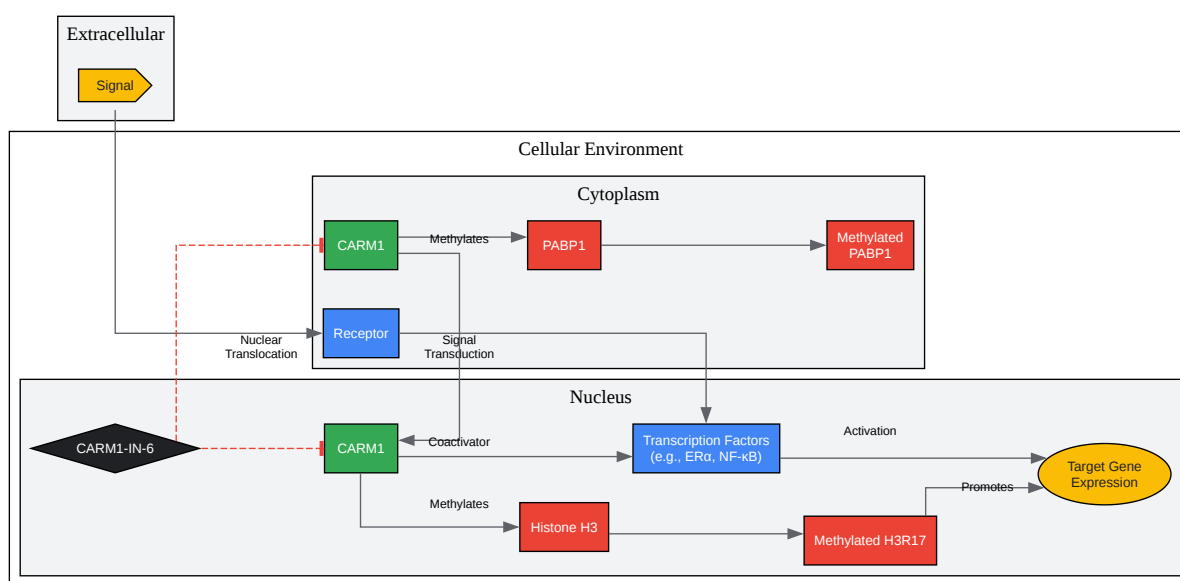 Extracellular
Signal
Cellular Environment
Cytoplasm
CARM1
Methylates
PABP1
Methylated
PABP1
Receptor
Nuclear
Translocation
Signal
Transduction
Nucleus
CARM1-IN-6
CARM1
Coactivator
Transcription Factors
(e.g., ERα, NF-κB)
Activation
Target Gene
Expression
Methylates
Histone H3
Methylated H3R17
Promotes